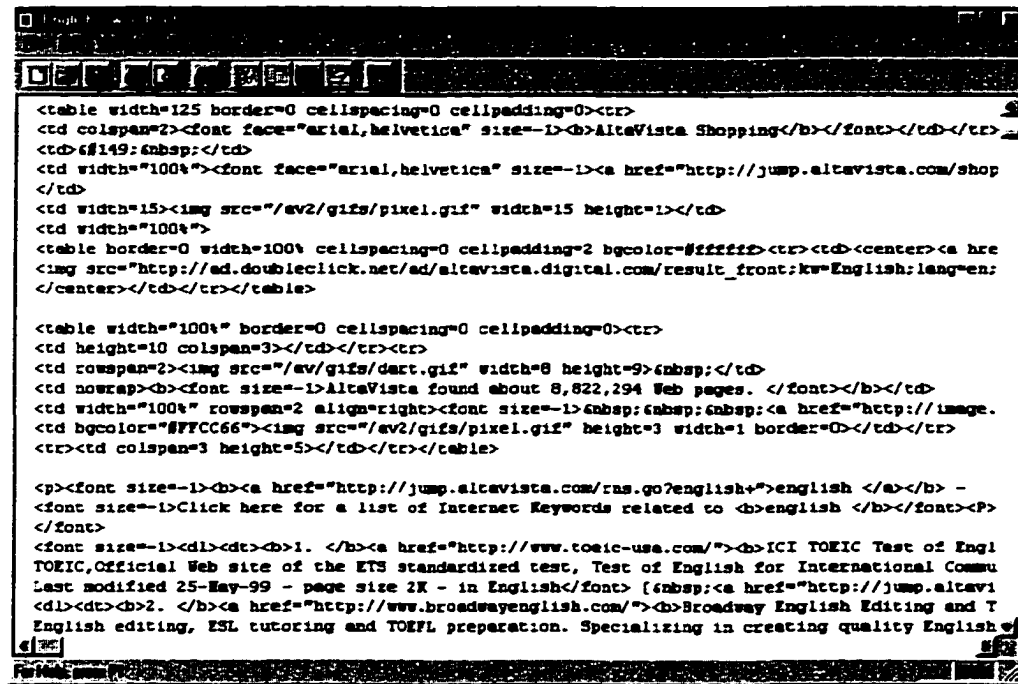 <table width=125 border=0 cellspacing=0 cellpadding=0><tr>
<td colspan=2><font face="arial,helvetica" size=-1><b>AltaVista Shopping</b></font></td></tr>
<td>&#149;&nbsp;</td>
<td width="100%"><font face="arial,helvetica" size=-1><a href="http://jump.altavista.com/shop
</td>
<td width=15><img src="/av2/gifs/pixel.gif" width=15 height=1></td>
<td width="100%">
<table border=0 width=100% cellspacing=0 cellpadding=2 bgcolor=#ffffff><tr><td><center><a hre
<img src="http://ad.doubleclick.net/ad/altavista.digital.com/result_front;kw=English;lang=en;
</center></td></tr></table>
<table width="100%" border=0 cellspacing=0 cellpadding=0><tr>
<td height=10 colspan=3></td></tr><tr>
<td rowspan=2><img src="/av/gifs/dart.gif" width=8 height=9>&nbsp;</td>
<td nowrap><b><font size=-1>AltaVista found about 8,822,294 Web pages. </font></b></td>
<td width="100%" rowspan=2 align=right><font size=-1>&nbsp;&nbsp;&nbsp;<a href="http://image.
<td bgcolor="#FFCC66"><img src="/av2/gifs/pixel.gif" height=3 width=1 border=0></td></tr>
<tr><td colspan=3 height=5></td></tr></table>
<p><font size=-1><b><a href="http://jump.altavista.com/rns.go?english+">english </a></b> -
<font size=-1>Click here for a list of Internet Keywords related to <b>english </b></font><P>
</font>
<font size=-1><dl><dt><b>1. </b><a href="http://www.toeic-usa.com/"><b>ICI TOEIC Test of Engl
TOEIC,Official Web site of the ETS standardized test, Test of English for International Commu
Last modified 25-May-99 - page size 2K - in English</font> [&nbsp;<a href="http://jump.altavi
<dl><dt><b>2. </b><a href="http://www.broadwayenglish.com/"><b>Broadway English Editing and T
English editing, ESL tutoring and TOEFL preparation. Specializing in creating quality English